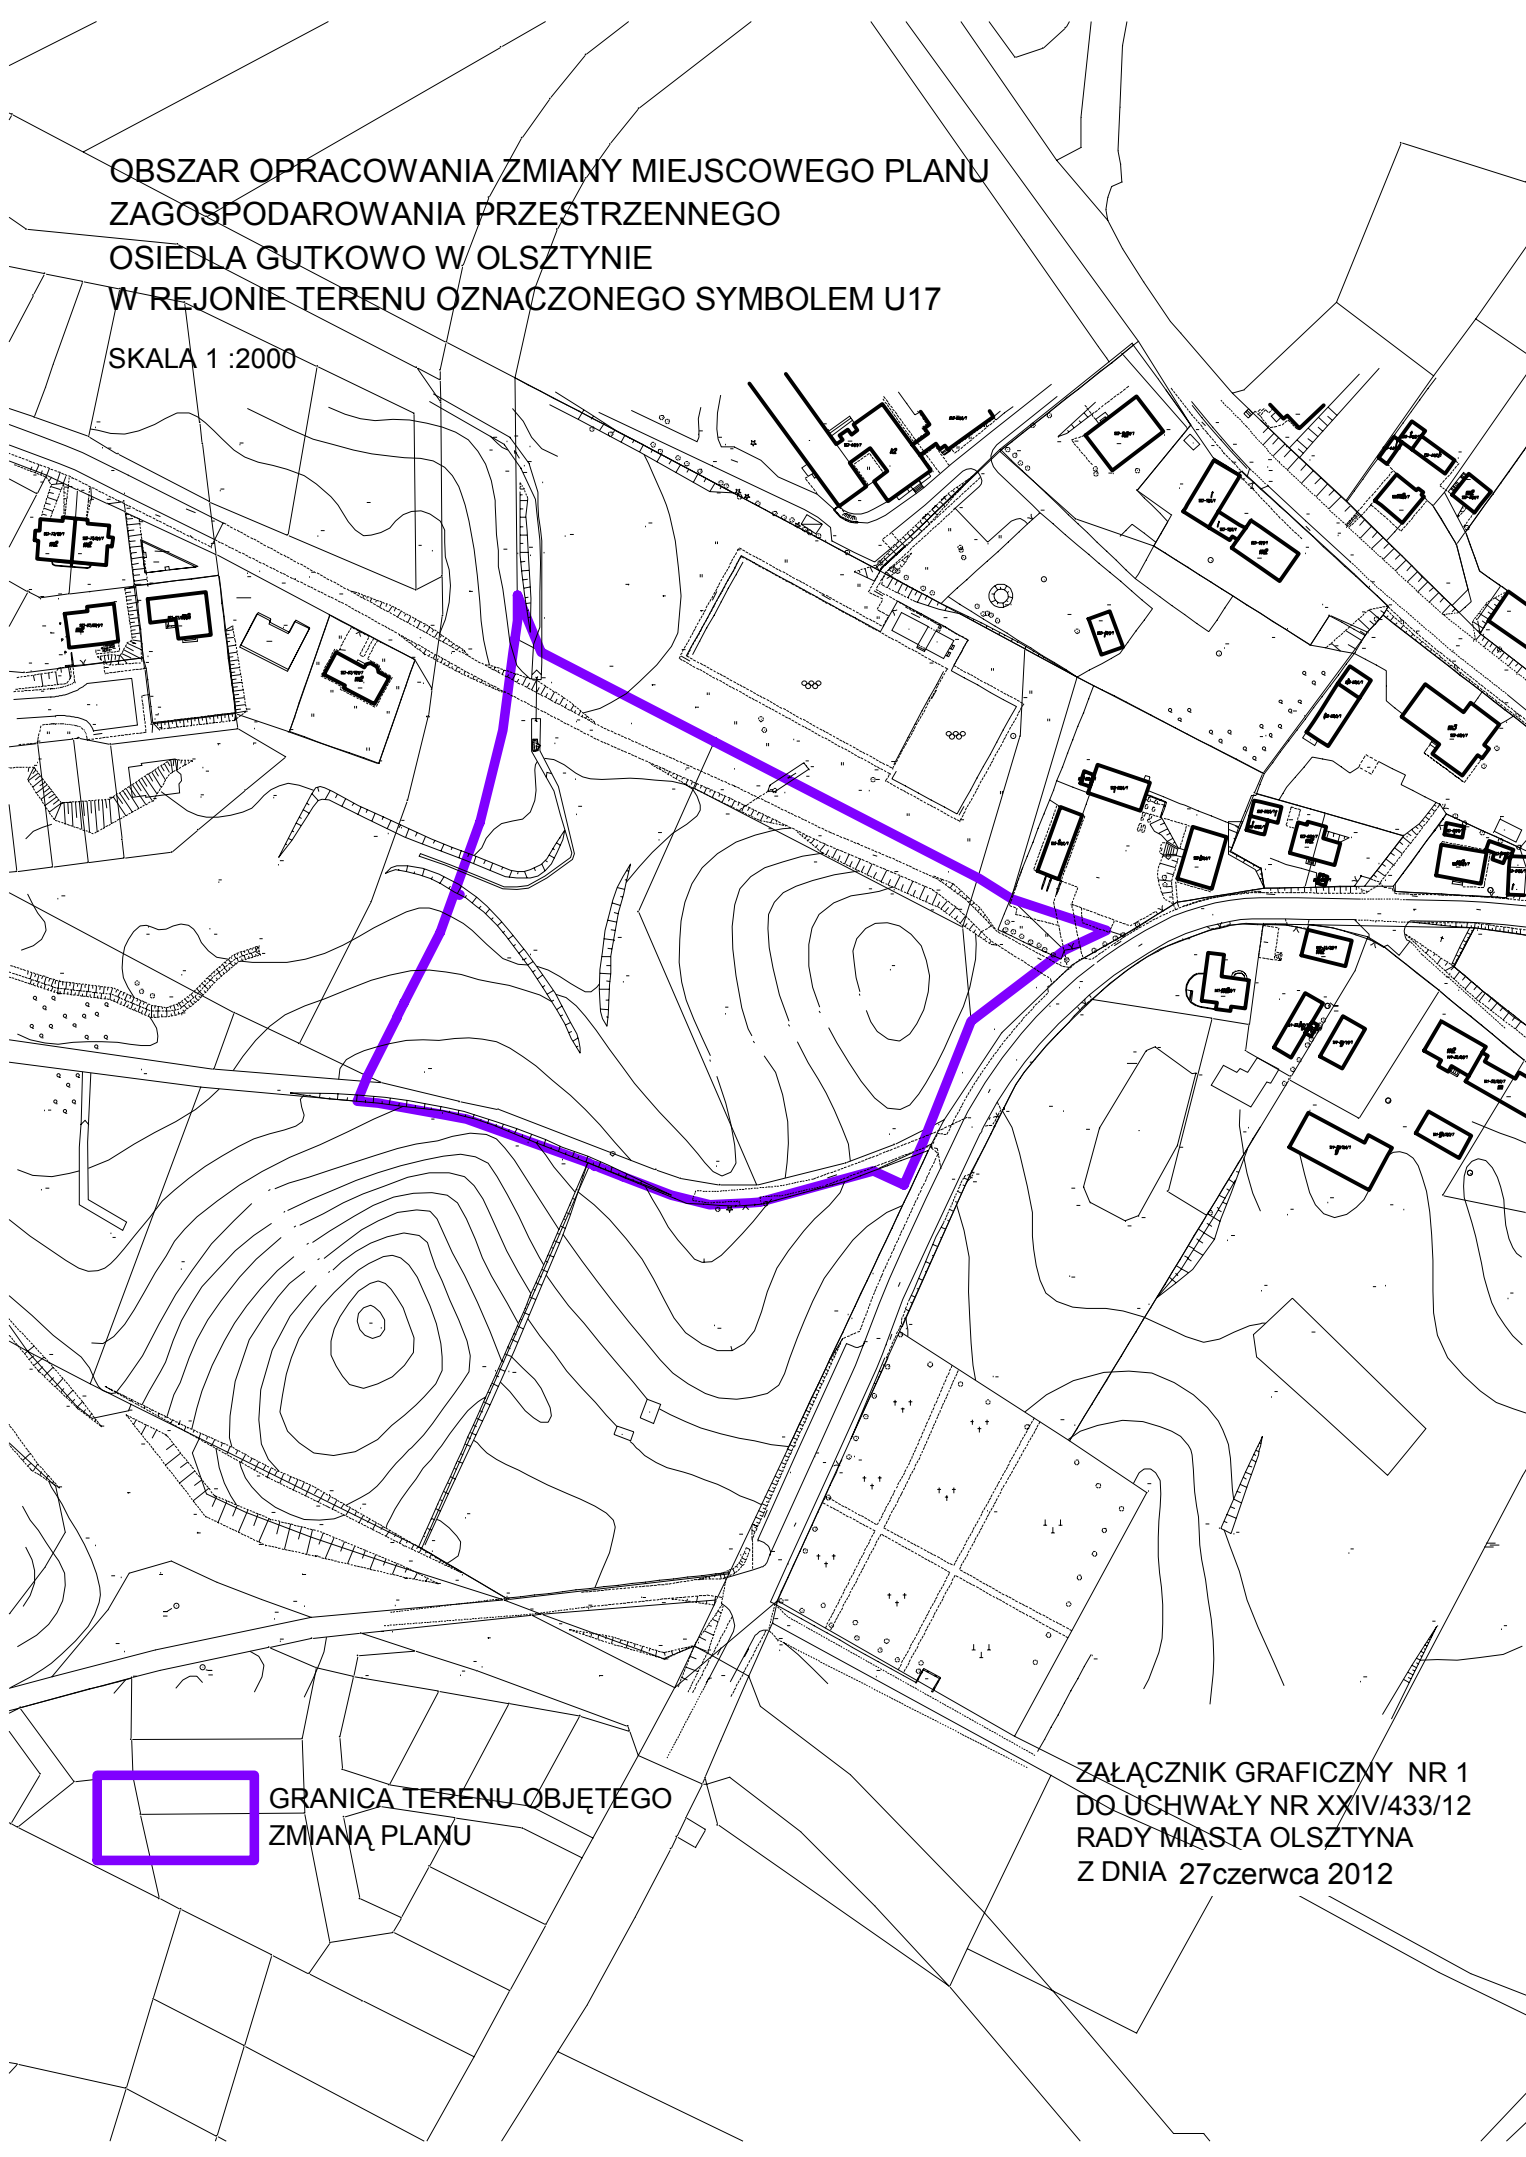 OBSZAR OPRACOWANIA ZMIANY MIEJSCOWEGO PLANU
ZAGOSPODAROWANIA PRZESTRZENNEGO
OSIEDLA GUTKOWO W OLSZTYNIE
W REJONIE TERENU OZNACZONEGO SYMBOLEM U17
SKALA 1 :2000
GRANICA TERENU OBJĘTEGO
ZMIANĄ PLANU
ZAŁĄCZNIK GRAFICZNY NR 1
DO UCHWAŁY NR XXIV/433/12
RADY MIASTA OLSZTYNA
Z DNIA 27czerwca 2012